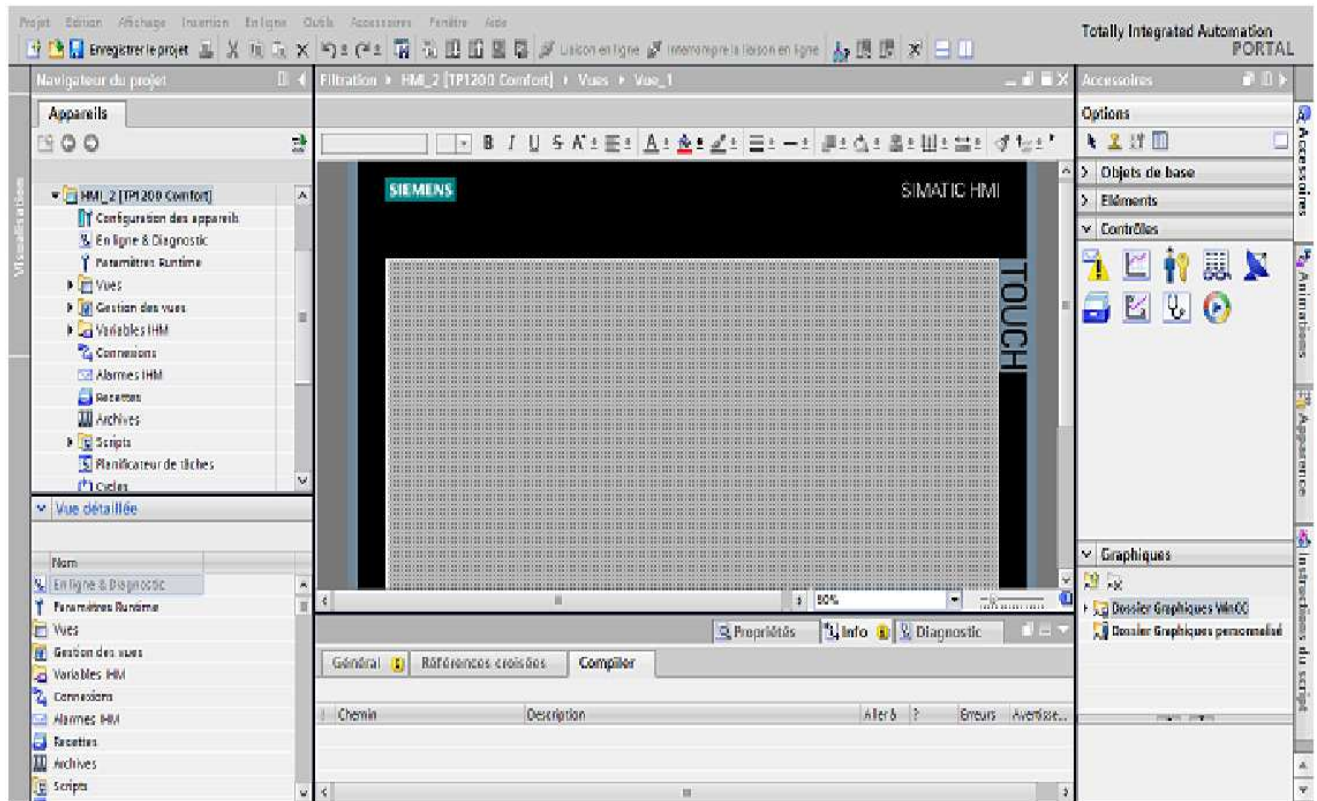 Projet Edition Affichage Insertion En ligne Outils Accessoires Fenêtre Aide
Totally Integrated Automation
PORTAL
Enregistrer le projet
Liaison en ligne
Interrompre la liaison en ligne
Navigateur du projet
Filtration
HMI_2 [TP1200 Comfort]
Vues
Vue_1
Accessoires
Appareils
Options
B I U S A
Visualisation
HMI_2 [TP1200 Comfort]
Configuration des appareils
En ligne & Diagnostic
Paramètres Runtime
Vues
Gestion des vues
Variables IHM
Connexions
Alarmes IHM
Recettes
Archives
Scripts
Planificateur de tâches
Cycles
SIEMENS
SIMATIC HMI
TOUCH
Objets de base
Eléments
Contrôles
Accessoires
Animations
Apparence
Instructions du script
Vue détaillée
Nom
En ligne & Diagnostic
Paramètres Runtime
Vues
Gestion des vues
Variables IHM
Connexions
Alarmes IHM
Recettes
Archives
Scripts
50%
Graphiques
Dossier Graphiques WinCC
Dossier Graphiques personnalisé
Propriétés
Info
Diagnostic
Général
Références croisées
Compiler
! Chemin Description Aller à ? Erreurs Avertisse...